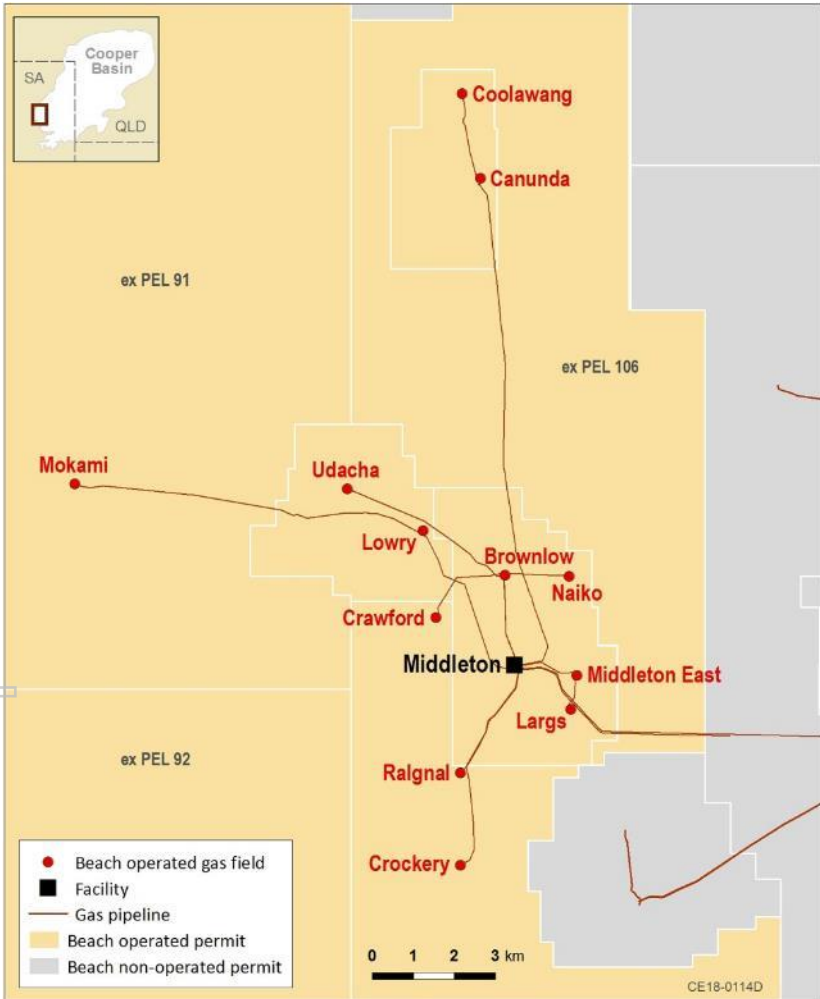 Cooper
Basin
SA
QLD
Coolawang
Canunda
ex PEL 91
ex PEL 106
Mokami
Udacha
Lowry
Brownlow
Naiko
Crawford
Middleton
Middleton East
Largs
ex PEL 92
Ralgnal
Crockery
Beach operated gas field
Facility
Gas pipeline
Beach operated permit
Beach non-operated permit
0 1 2 3 km
CE18-0114D